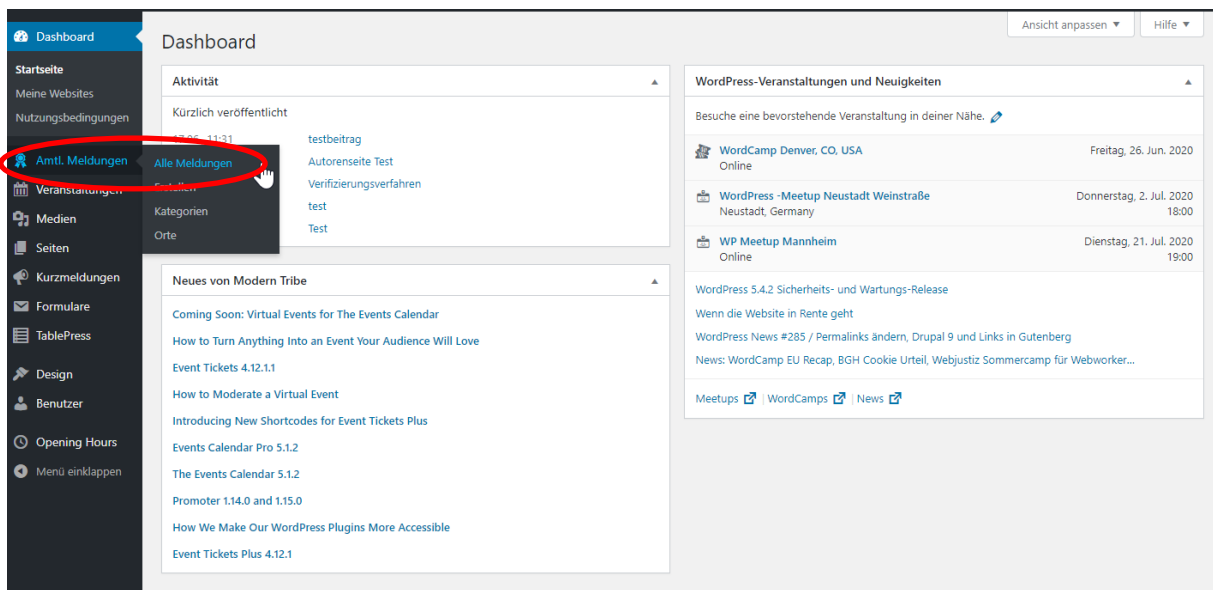 Dashboard
Startseite
Meine Websites
Nutzungsbedingungen
Amtl. Meldungen
Veranstaltungen
Medien
Seiten
Kurzmeldungen
Formulare
TablePress
Design
Benutzer
Opening Hours
Menü einklappen
Alle Meldungen
Erstellen
Kategorien
Orte
Ansicht anpassen
Hilfe
Dashboard
Aktivität
Kürzlich veröffentlicht
17.06., 11:31 testbeitrag
Autorenseite Test
Verifizierungsverfahren
test
Test
Neues von Modern Tribe
Coming Soon: Virtual Events for The Events Calendar
How to Turn Anything Into an Event Your Audience Will Love
Event Tickets 4.12.1.1
How to Moderate a Virtual Event
Introducing New Shortcodes for Event Tickets Plus
Events Calendar Pro 5.1.2
The Events Calendar 5.1.2
Promoter 1.14.0 and 1.15.0
How We Make Our WordPress Plugins More Accessible
Event Tickets Plus 4.12.1
WordPress-Veranstaltungen und Neuigkeiten
Besuche eine bevorstehende Veranstaltung in deiner Nähe.
WordCamp Denver, CO, USA Freitag, 26. Jun. 2020
Online
WordPress -Meetup Neustadt Weinstraße Donnerstag, 2. Jul. 2020
Neustadt, Germany 18:00
WP Meetup Mannheim Dienstag, 21. Jul. 2020
Online 19:00
WordPress 5.4.2 Sicherheits- und Wartungs-Release
Wenn die Website in Rente geht
WordPress News #285 / Permalinks ändern, Drupal 9 und Links in Gutenberg
News: WordCamp EU Recap, BGH Cookie Urteil, Webjustiz Sommercamp für Webworker...
Meetups | WordCamps | News